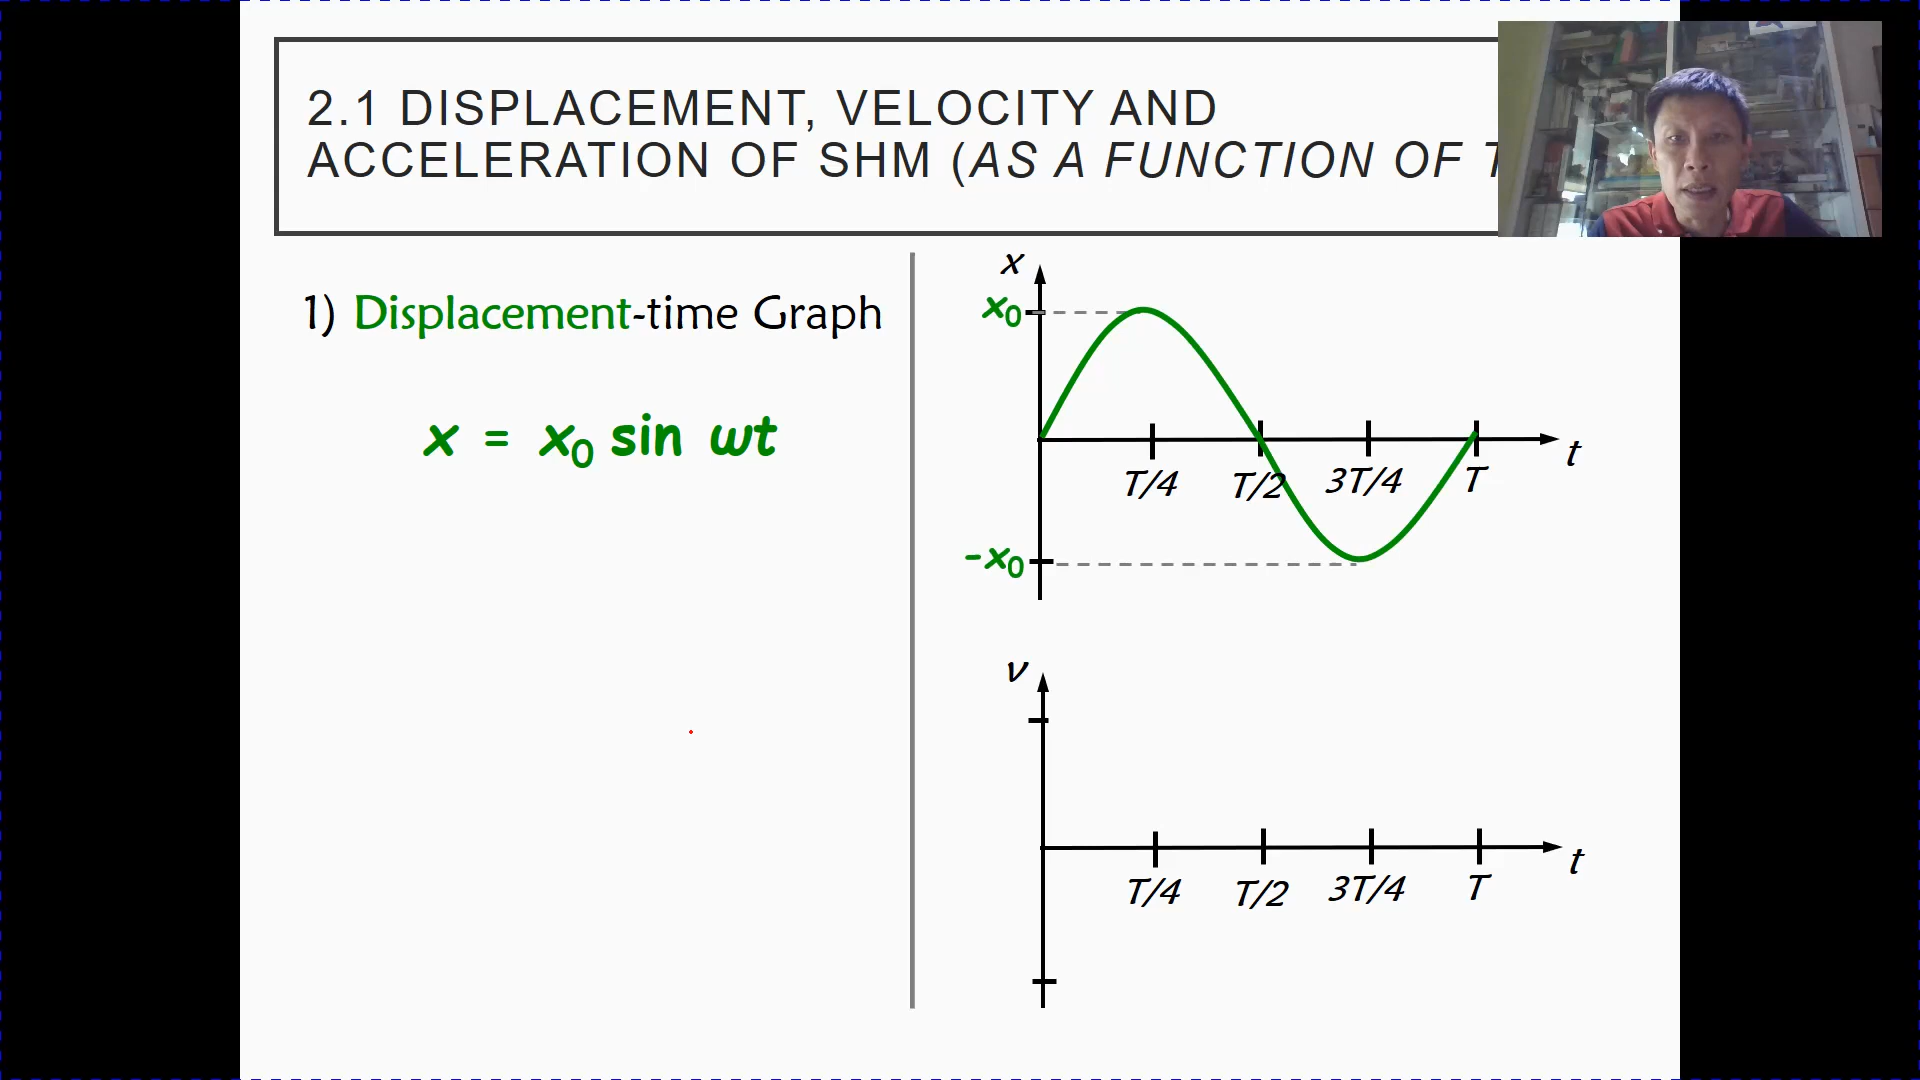 2.1 DISPLACEMENT, VELOCITY AND
ACCELERATION OF SHM (AS A FUNCTION OF
1) Displacement-time Graph
x = x₀ sin ωt
x
x₀
t
T/4
T/2
3T/4
T
-x₀
v
t
T/4
T/2
3T/4
T